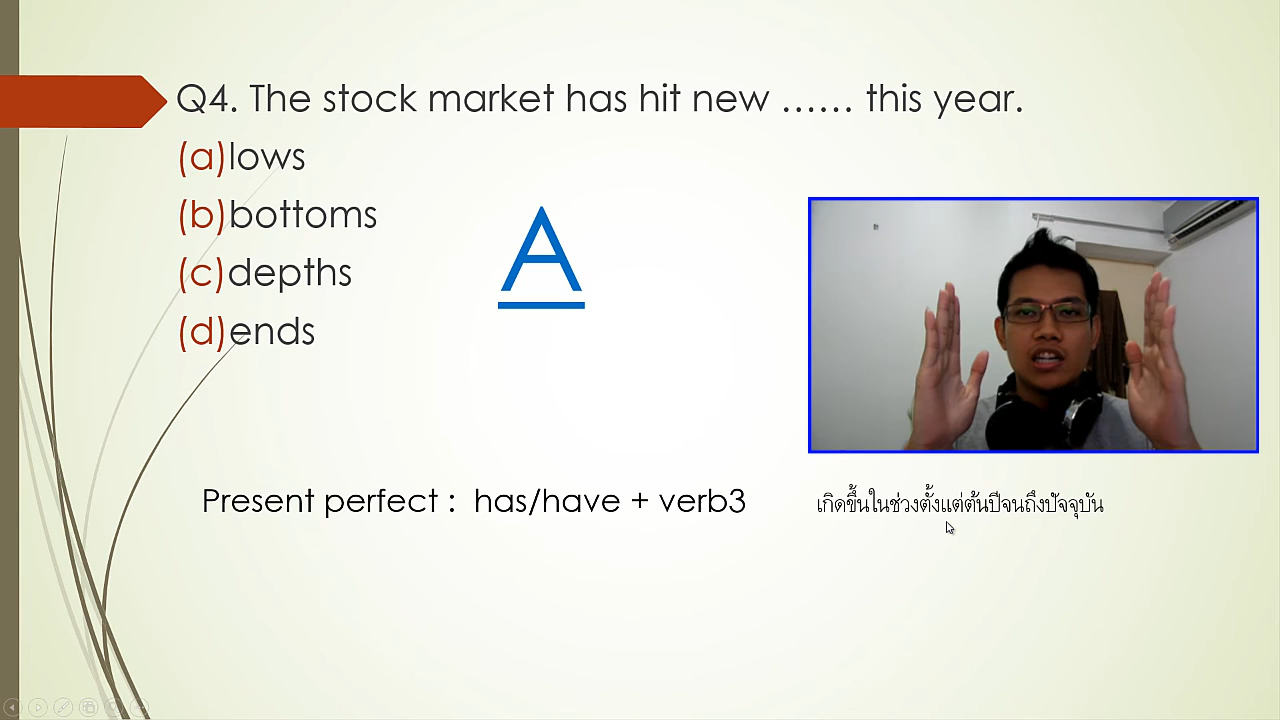 Q4. The stock market has hit new …… this year.
(a)lows
(b)bottoms
(c)depths
(d)ends
A
Present perfect : has/have + verb3
เกิดขึ้นในช่วงตั้งแต่ต้นปีจนถึงปัจจุบัน